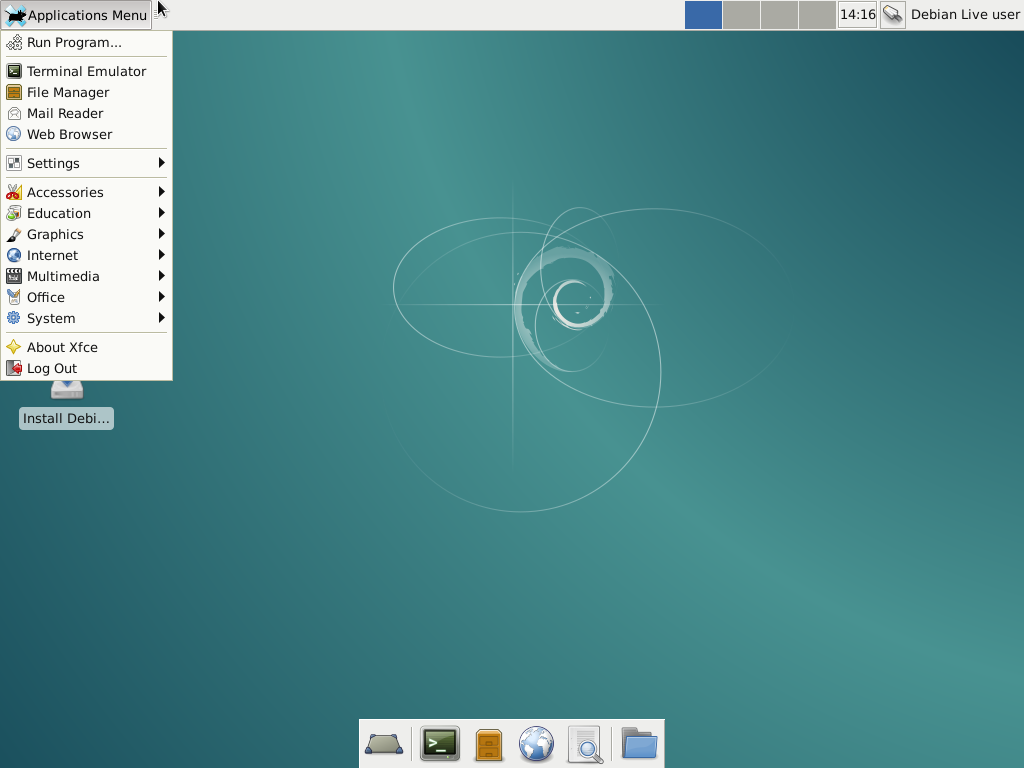 Applications Menu
14:16
Debian Live user
Run Program...
Terminal Emulator
File Manager
Mail Reader
Web Browser
Settings
Accessories
Education
Graphics
Internet
Multimedia
Office
System
About Xfce
Log Out
Install Debi...